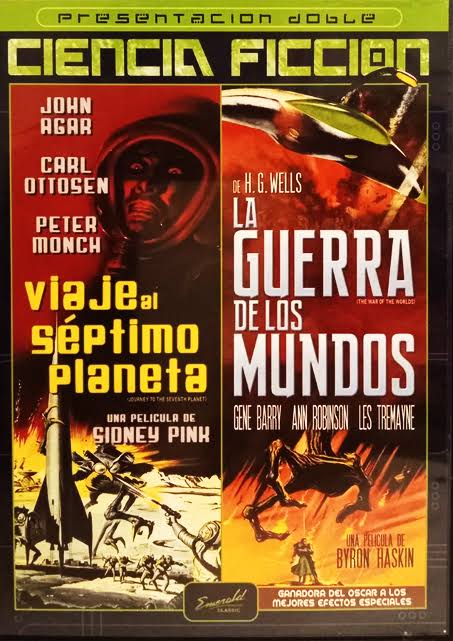 presentacion doble
CIENCIA FICCION
JOHN
AGAR
CARL
OTTOSEN
PETER
MONCH
viaje al
séptimo
planeta
(JOURNEY TO THE SEVENTH PLANET)
UNA PELICULA DE
SIDNEY PINK
DE H. G. WELLS
LA
GUERRA
(THE WAR OF THE WORLDS)
DE LOS
MUNDOS
GENE BARRY ANN ROBINSON LES TREMAYNE
UNA PELICULA DE
BYRON HASKIN
Emerald
CLASSIC
GANADORA DEL OSCAR A LOS
MEJORES EFECTOS ESPECIALES